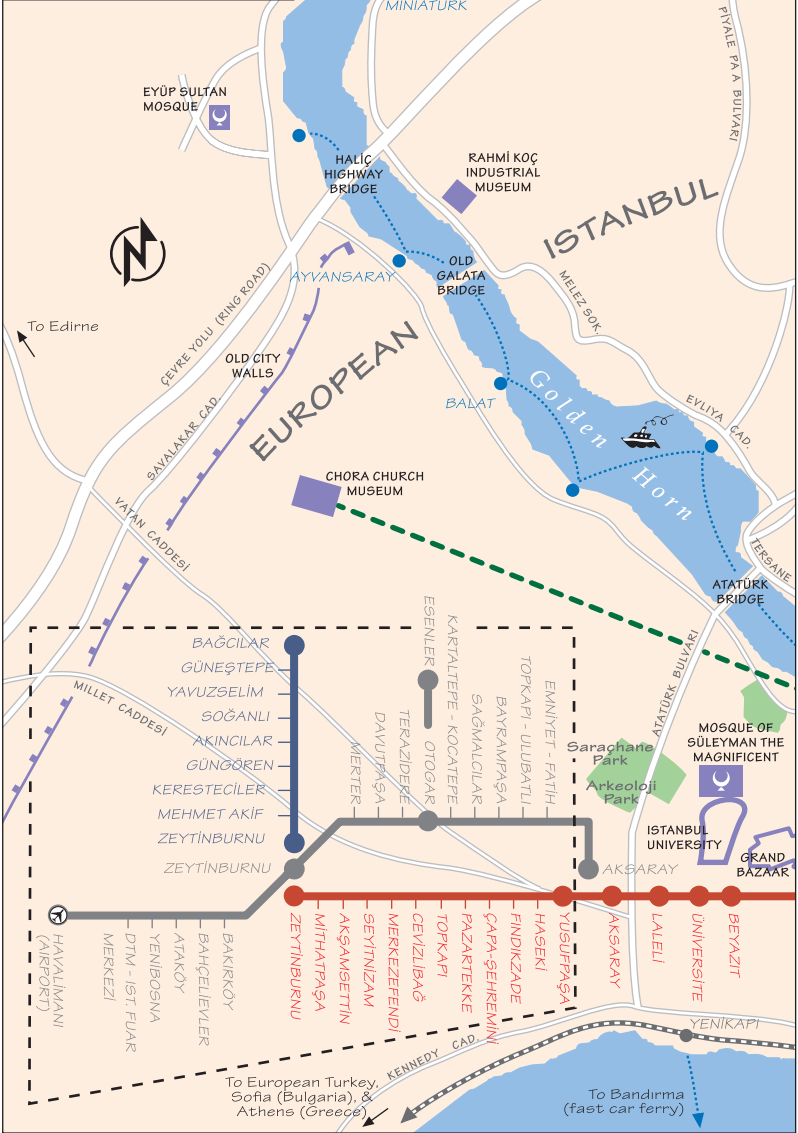 MINIATÜRK
PİYALE PA A BULVARI
EYÜP SULTAN
MOSQUE
HALİÇ
HIGHWAY
BRIDGE
RAHMİ KOÇ
INDUSTRIAL
MUSEUM
ISTANBUL
N
AYVANSARAY
OLD
GALATA
BRIDGE
MELEZ SOK.
To Edirne
ÇEVRE YOLU (RING ROAD)
OLD CITY
WALLS
EUROPEAN
BALAT
Golden
Horn
EVLIYA CAD.
SAVALAKAR CAD.
CHORA CHURCH
MUSEUM
VATAN CADDESİ
TERSANE
ATATÜRK
BRIDGE
ATATÜRK BULVARI
MILLET CADDESİ
BAĞCILAR
GÜNEŞTEPE
YAVUZSELİM
SOĞANLI
AKINCILAR
GÜNGÖREN
KERESTECİLER
MEHMET AKİF
ZEYTİNBURNU
ZEYTİNBURNU
MERTER
DAVUTPAŞA
TERAZİDERE
ESENLER
OTOGAR
KARTALTEPE - KOCATEPE
SAĞMALCILAR
BAYRAMPAŞA
TOPKAPI - ULUBATLI
EMNİYET - FATİH
AKSARAY
Saraçhane
Park
Arkeoloji
Park
MOSQUE OF
SÜLEYMAN THE
MAGNIFICENT
ISTANBUL
UNIVERSITY
GRAND
BAZAAR
HAVALİMANI
(AIRPORT)
DTM - IST. FUAR
MERKEZİ
YENİBOSNA
ATAKÖY
BAHÇELİEVLER
BAKIRKÖY
ZEYTİNBURNU
MİTHATPAŞA
AKŞAMSETTİN
SEYİTNİZAM
MERKEZEFENDİ
CEVİZLİBAĞ
TOPKAPI
PAZARTEKKE
ÇAPA-ŞEHREMİNİ
FINDIKZADE
HASEKİ
YUSUFPAŞA
AKSARAY
LALELİ
ÜNİVERSİTE
BEYAZIT
YENİKAPI
KENNEDY CAD.
To European Turkey,
Sofia (Bulgaria), &
Athens (Greece)
To Bandırma
(fast car ferry)